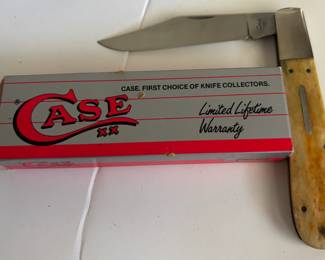 CASE. FIRST CHOICE OF KNIFE COLLECTORS.
CASE
XX
Limited Lifetime
Warranty